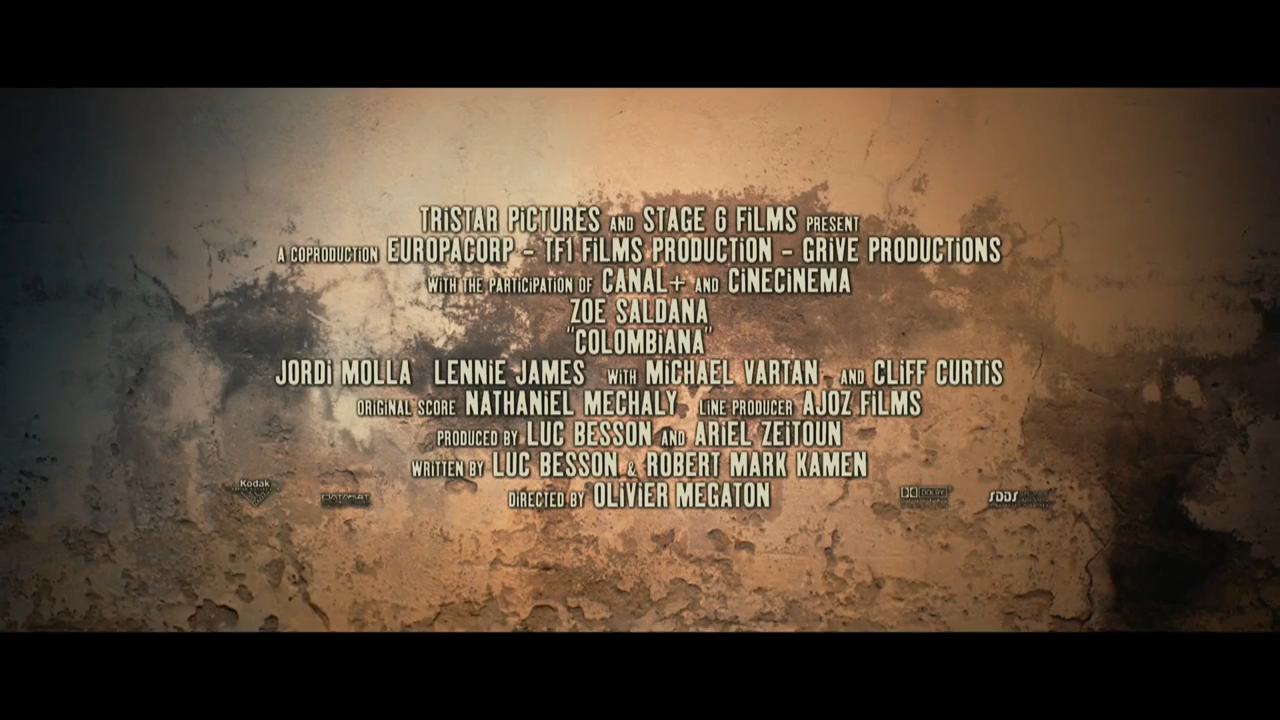 TRiSTAR PiCTURES AND STAGE 6 FiLMS PRESENT
A COPRODUCTION EUROPACORP - TF1 FiLMS PRODUCTiON - GRiVE PRODUCTiONS
WiTH THE PARTiCiPATiON OF CANAL+ AND CiNECiNEMA
ZOE SALDANA
"COLOMBiANA"
JORDi MOLLA LENNiE JAMES WiTH MiCHAEL VARTAN AND CLiFF CURTiS
ORiGiNAL SCORE NATHANiEL MECHALY LiNE PRODUCER AJOZ FiLMS
PRODUCED BY LUC BESSON AND ARiEL ZEiTOUN
WRiTTEN BY LUC BESSON & ROBERT MARK KAMEN
DiRECTED BY OLiViER MEGATON
Kodak DATASAT DOLBY SDDS